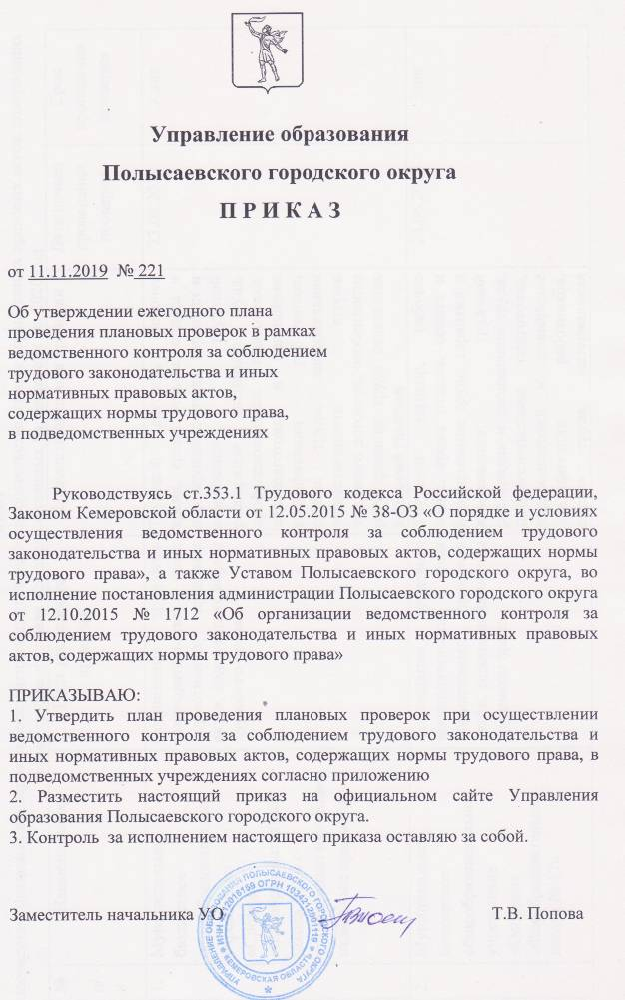 Управление образования
Полысаевского городского округа
П Р И К А З
от 11.11.2019 № 221
Об утверждении ежегодного плана
проведения плановых проверок в рамках
ведомственного контроля за соблюдением
трудового законодательства и иных
нормативных правовых актов,
содержащих нормы трудового права,
в подведомственных учреждениях
Руководствуясь ст.353.1 Трудового кодекса Российской федерации,
Законом Кемеровской области от 12.05.2015 № 38-ОЗ «О порядке и условиях
осуществления ведомственного контроля за соблюдением трудового
законодательства и иных нормативных правовых актов, содержащих нормы
трудового права», а также Уставом Полысаевского городского округа, во
исполнение постановления администрации Полысаевского городского округа
от 12.10.2015 № 1712 «Об организации ведомственного контроля за
соблюдением трудового законодательства и иных нормативных правовых
актов, содержащих нормы трудового права»
ПРИКАЗЫВАЮ:
1. Утвердить план проведения плановых проверок при осуществлении
ведомственного контроля за соблюдением трудового законодательства и
иных нормативных правовых актов, содержащих нормы трудового права, в
подведомственных учреждениях согласно приложению
2. Разместить настоящий приказ на официальном сайте Управления
образования Полысаевского городского округа.
3. Контроль за исполнением настоящего приказа оставляю за собой.
Заместитель начальника УО Т.В. Попова
УПРАВЛЕНИЕ ОБРАЗОВАНИЯ ПОЛЫСАЕВСКОГО ГОРОДСКОГО ОКРУГА
КЕМЕРОВСКАЯ ОБЛАСТЬ